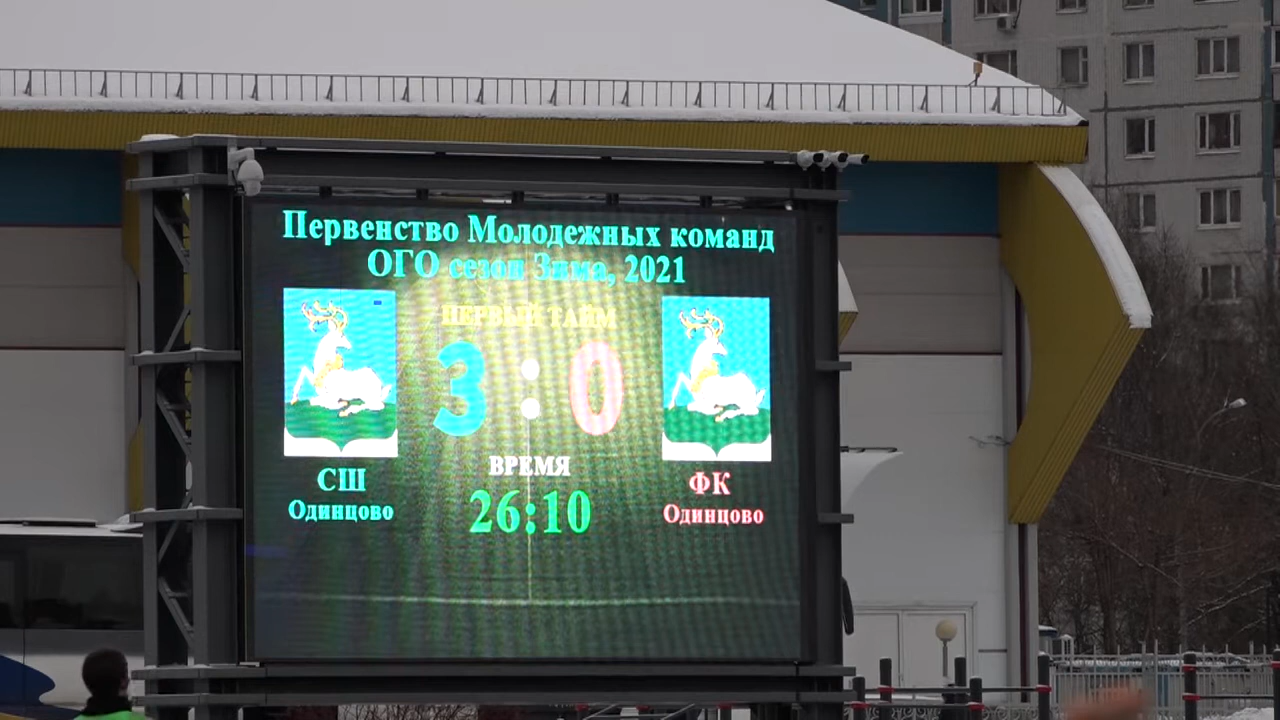 Первенство Молодежных команд
ОГО сезон Зима, 2021
ПЕРВЫЙ ТАЙМ
3 : 0
ВРЕМЯ
26:10
СШ
Одинцово
ФК
Одинцово